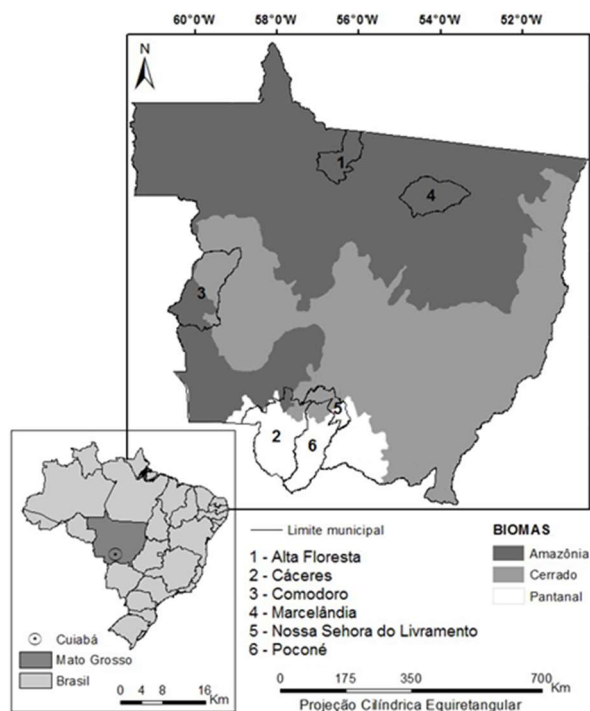 60°0'W 58°0'W 56°0'W 54°0'W 52°0'W
N
1
4
3
5
2
6
Limite municipal
1 - Alta Floresta
2 - Cáceres
3 - Comodoro
4 - Marcelândia
5 - Nossa Sehora do Livramento
6 - Poconé
BIOMAS
Amazônia
Cerrado
Pantanal
Cuiabá
Mato Grosso
Brasil
0 4 8 16
Km
0 175 350 700
Km
Projeção Cilíndrica Equiretangular